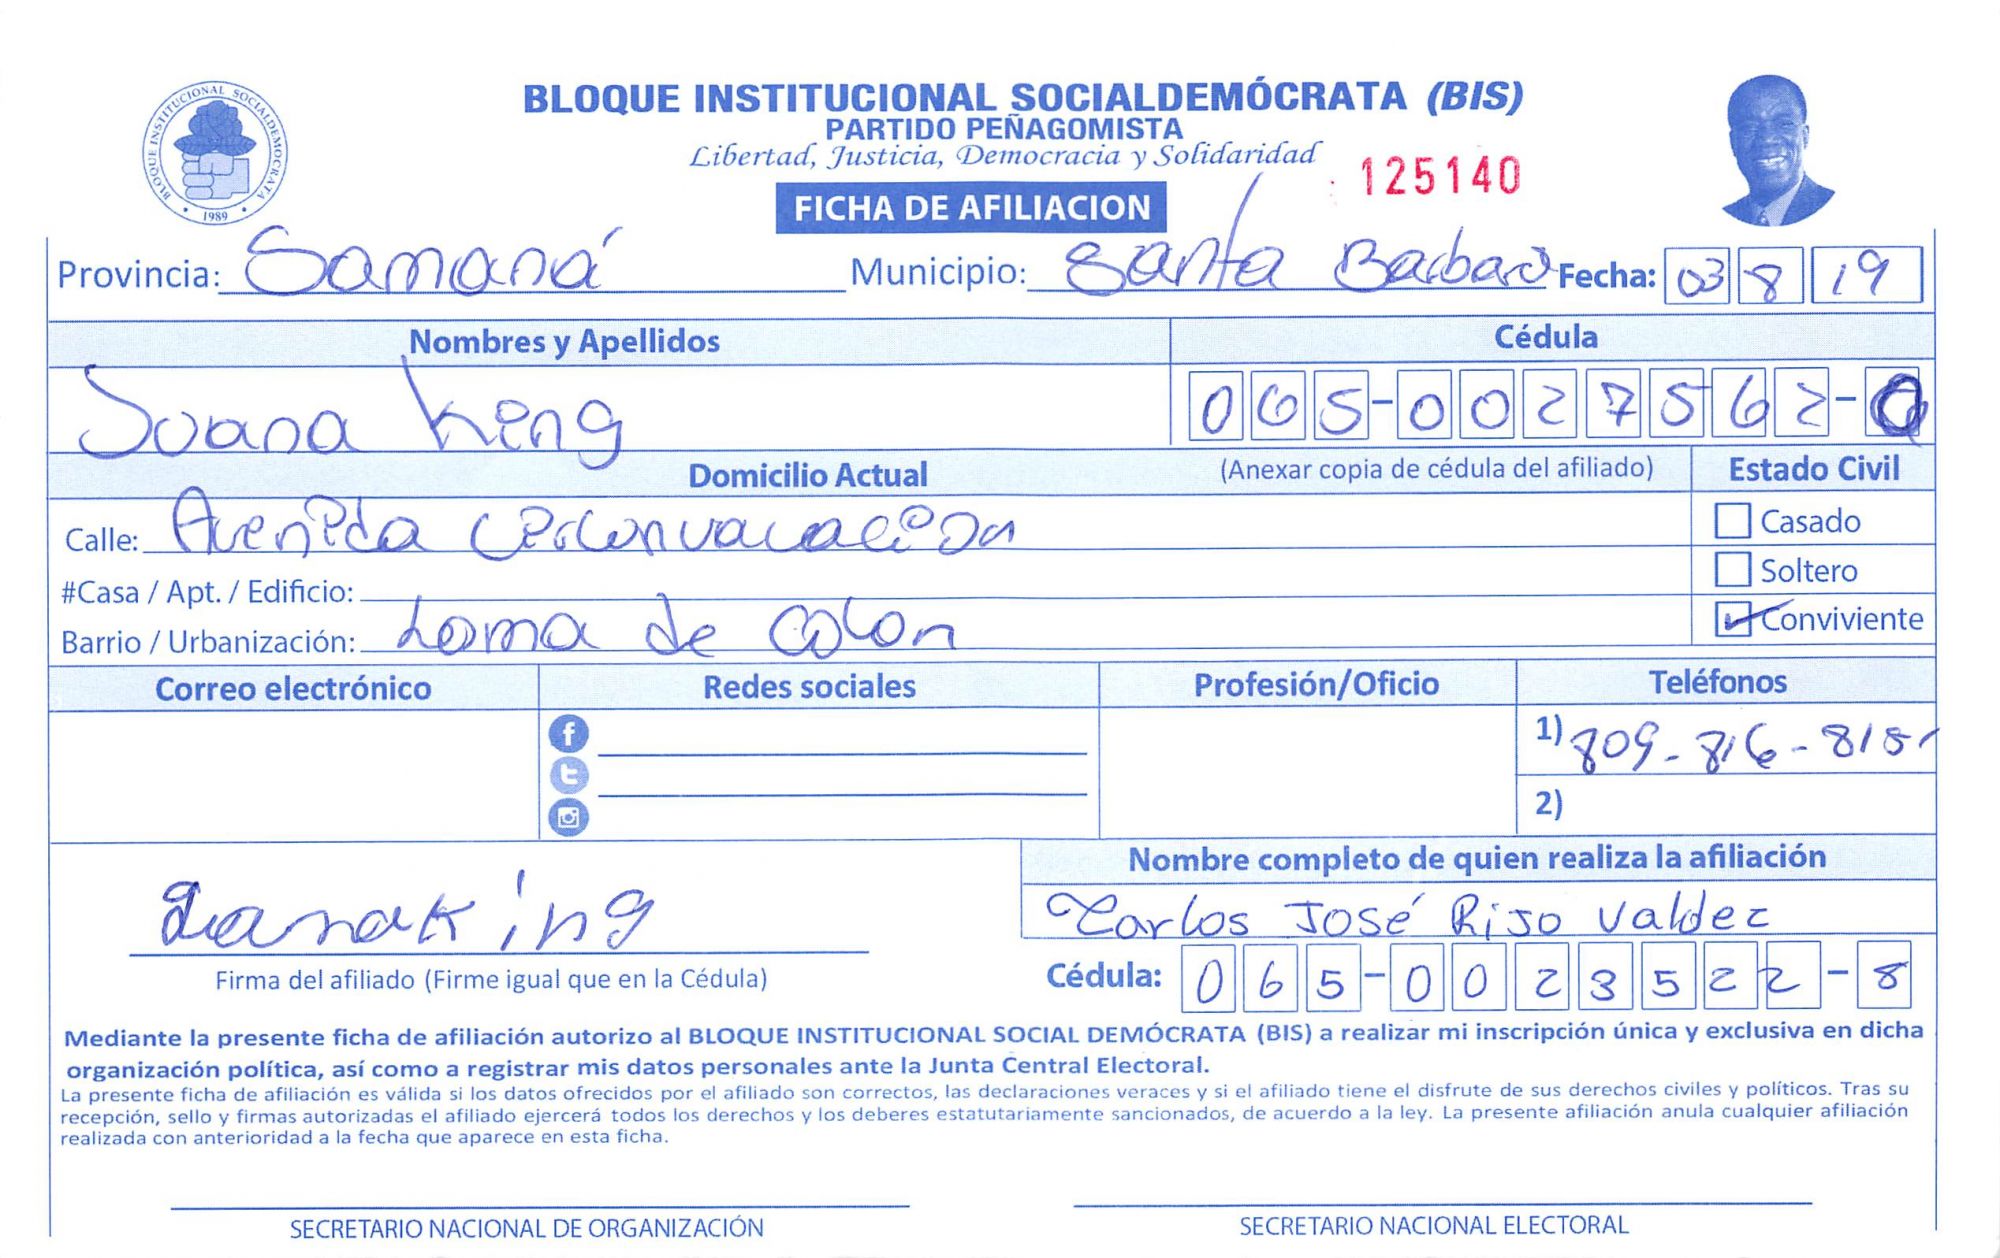 BLOQUE INSTITUCIONAL SOCIALDEMÓCRATA (BIS)
PARTIDO PEÑAGOMISTA
Libertad, Justicia, Democracia y Solidaridad
125140
BLOQUE INSTITUCIONAL SOCIALDEMOCRATA
1989
FICHA DE AFILIACION
Provincia: Samaná Municipio: Santa Barbara Fecha: 03 8 19
Nombres y Apellidos Cédula
Juana King 065-0027562-0
Domicilio Actual (Anexar copia de cédula del afiliado) Estado Civil
Calle: Avenida
Casado
#Casa / Apt. / Edificio:
Soltero
Barrio / Urbanización: Loma de Colon
Conviviente
Correo electrónico Redes sociales Profesión/Oficio Teléfonos
1) 809-816-818
2)
Nombre completo de quien realiza la afiliación
Carlos José Rijo Valdez
King
Firma del afiliado (Firme igual que en la Cédula)
Cédula: 065-0023522-8
Mediante la presente ficha de afiliación autorizo al BLOQUE INSTITUCIONAL SOCIAL DEMÓCRATA (BIS) a realizar mi inscripción única y exclusiva en dicha
organización política, así como a registrar mis datos personales ante la Junta Central Electoral.
La presente ficha de afiliación es válida si los datos ofrecidos por el afiliado son correctos, las declaraciones veraces y si el afiliado tiene el disfrute de sus derechos civiles y políticos. Tras su
recepción, sello y firmas autorizadas el afiliado ejercerá todos los derechos y los deberes estatutariamente sancionados, de acuerdo a la ley. La presente afiliación anula cualquier afiliación
realizada con anterioridad a la fecha que aparece en esta ficha.
SECRETARIO NACIONAL DE ORGANIZACIÓN SECRETARIO NACIONAL ELECTORAL